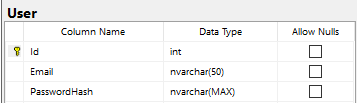 User
Column Name Data Type Allow Nulls
Id int
Email nvarchar(50)
PasswordHash nvarchar(MAX)